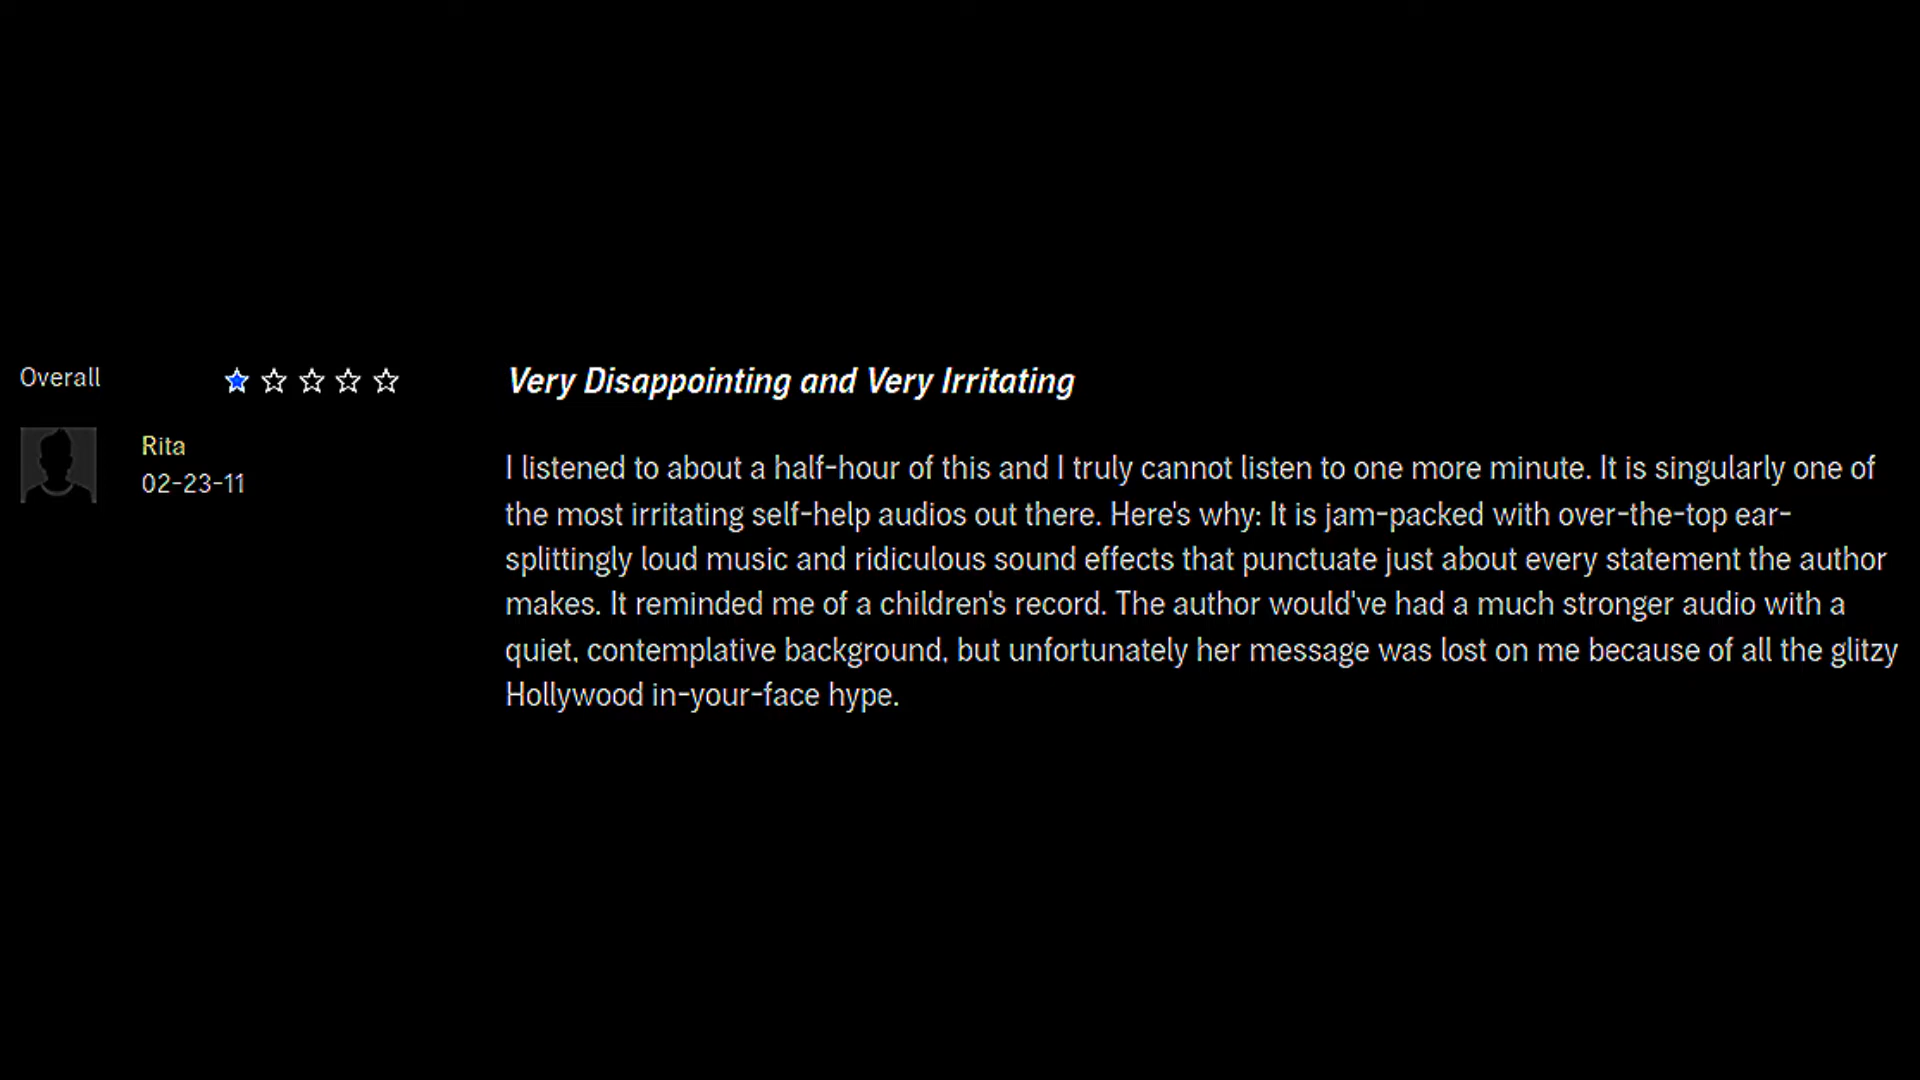 Overall
Very Disappointing and Very Irritating
Rita
02-23-11
I listened to about a half-hour of this and I truly cannot listen to one more minute. It is singularly one of
the most irritating self-help audios out there. Here's why: It is jam-packed with over-the-top ear-
splittingly loud music and ridiculous sound effects that punctuate just about every statement the author
makes. It reminded me of a children's record. The author would've had a much stronger audio with a
quiet, contemplative background, but unfortunately her message was lost on me because of all the glitzy
Hollywood in-your-face hype.